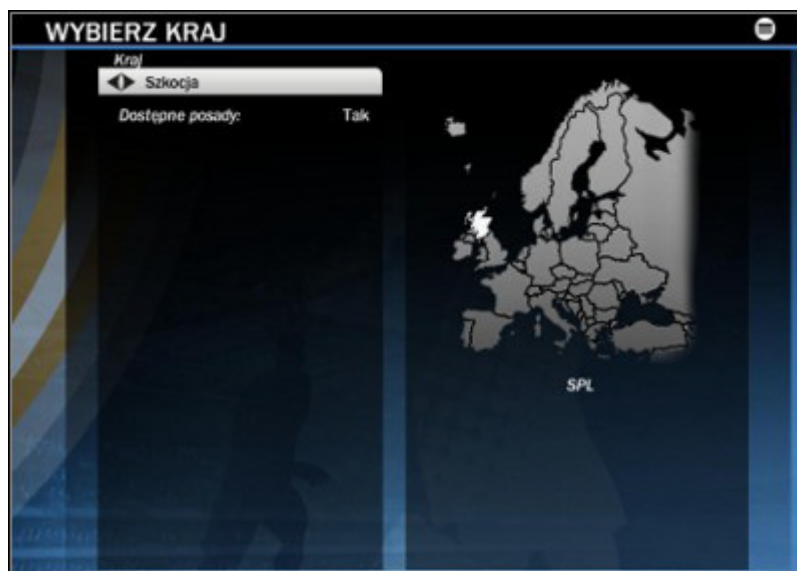 WYBIERZ KRAJ
Kraj
Szkocja
Dostępne posady: Tak
SPL